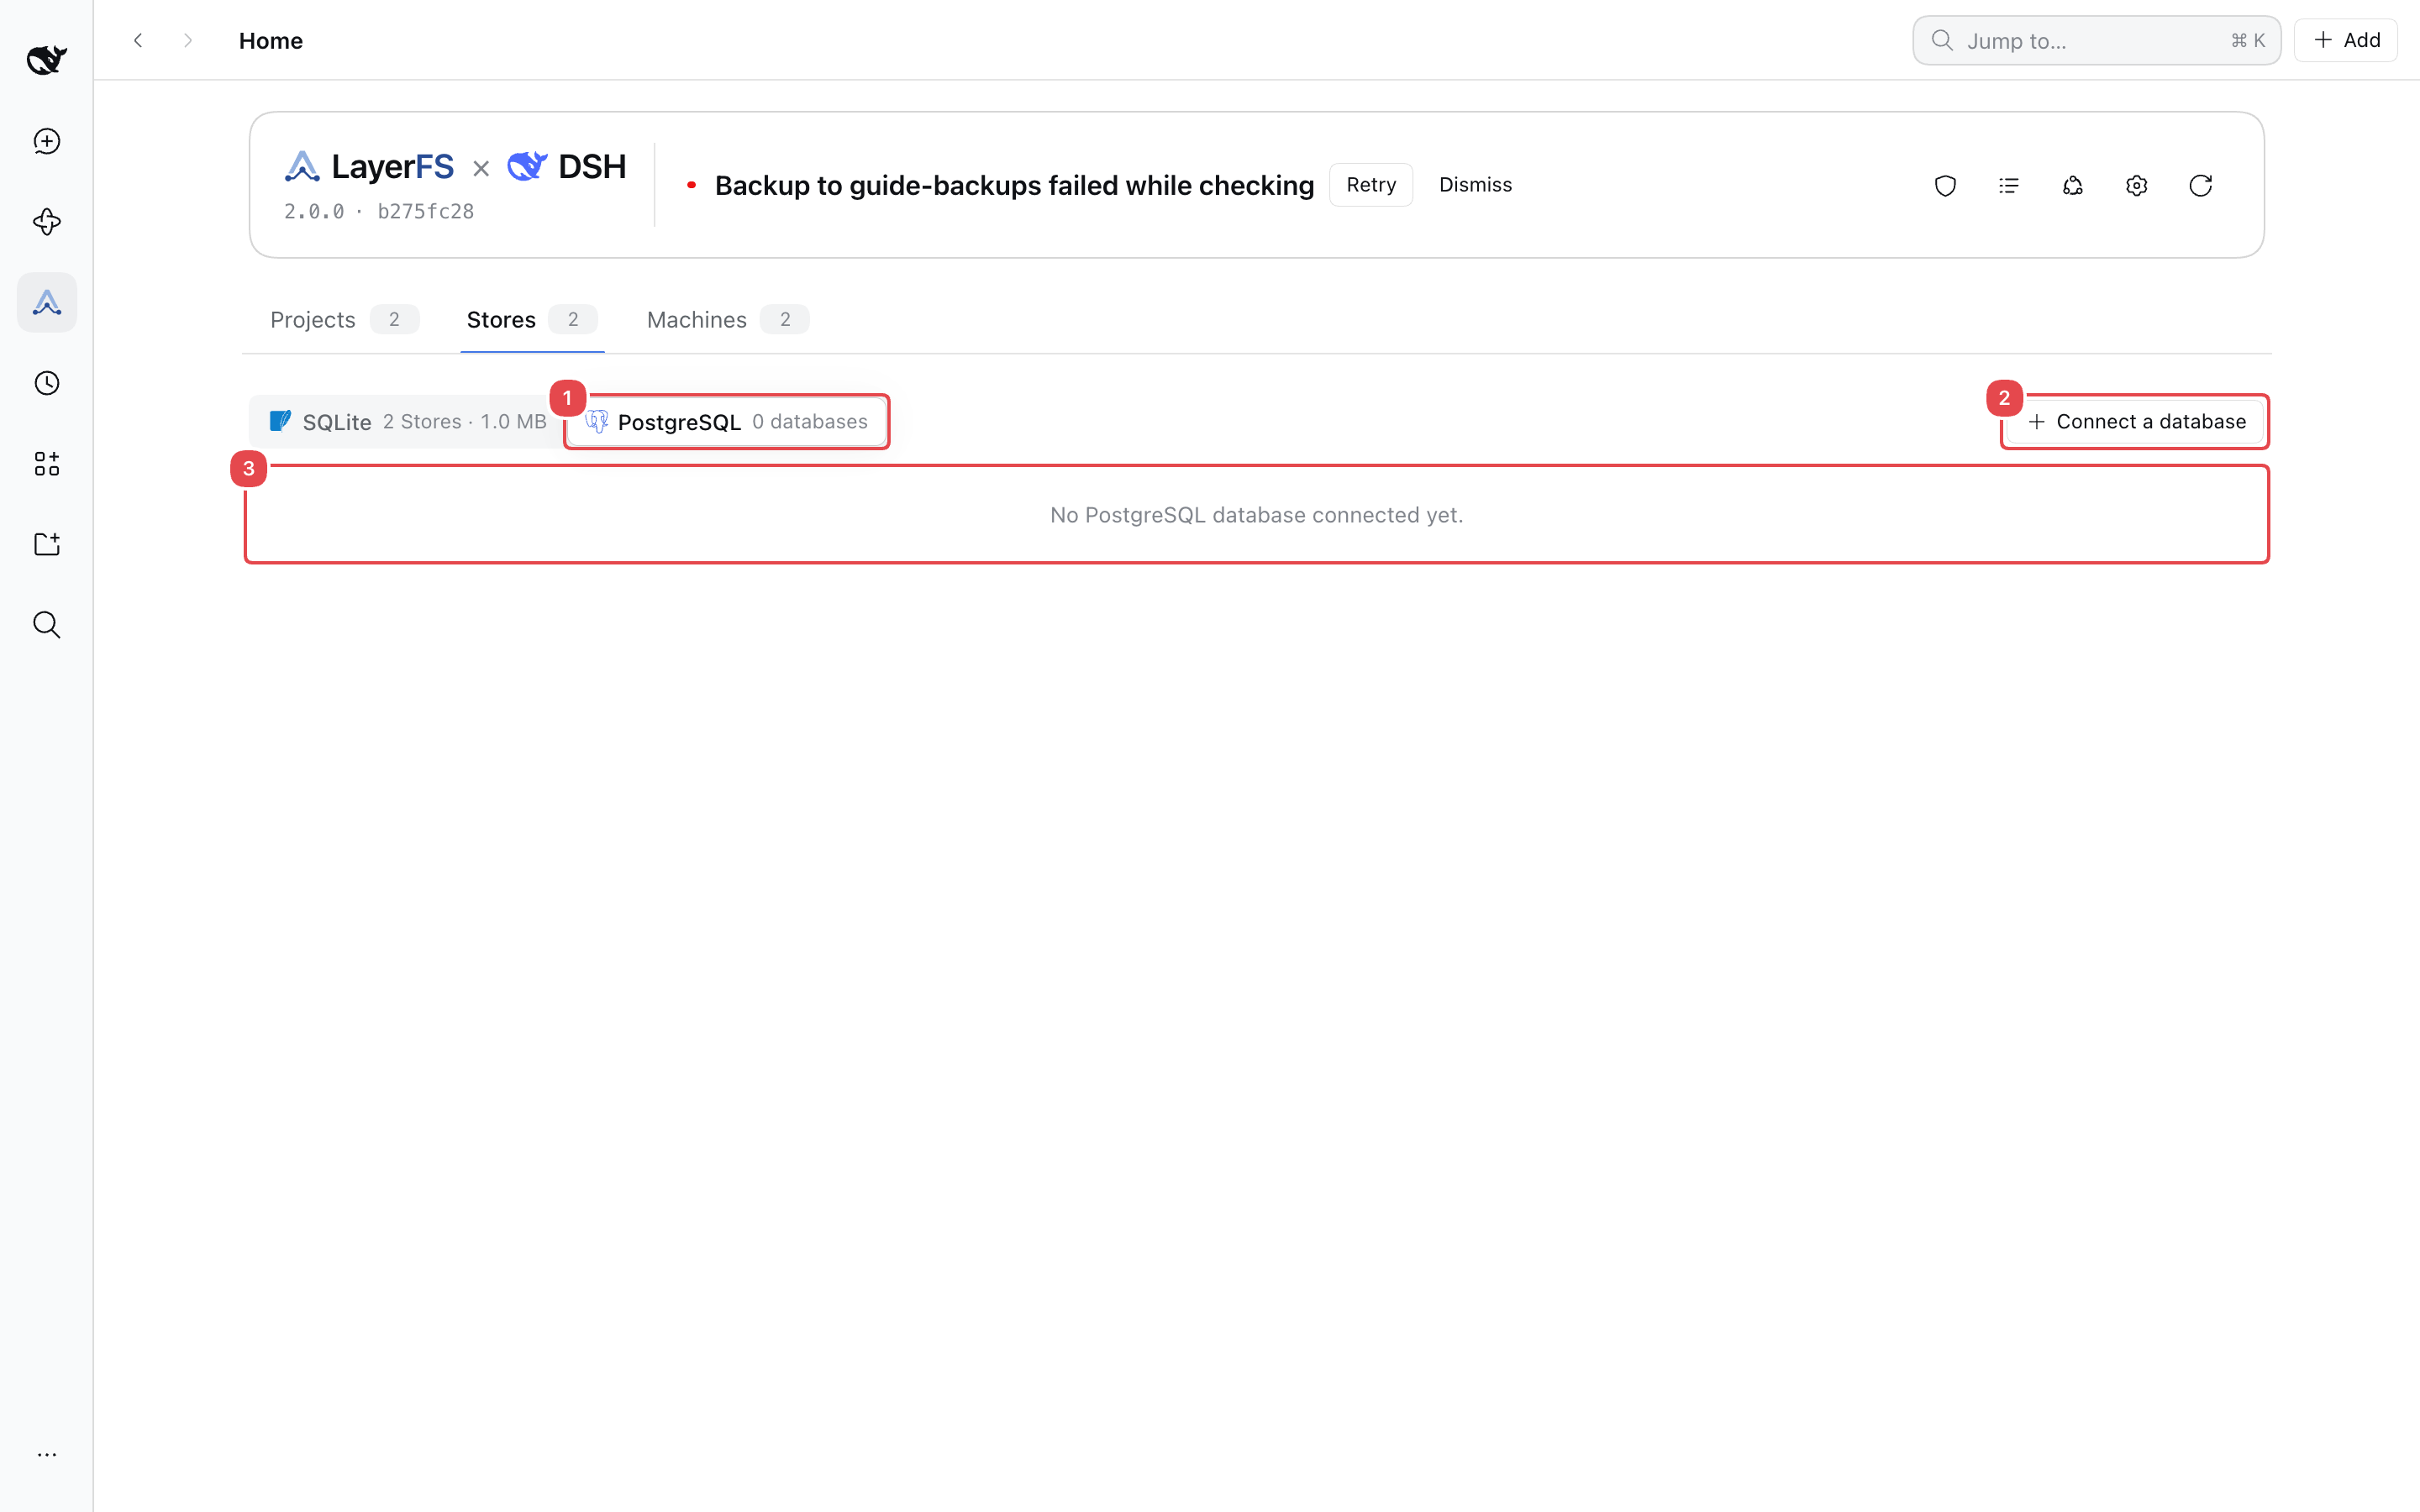 Home
Jump to...
⌘ K
Add
LayerFS × DSH
2.0.0 · b275fc28
Backup to guide-backups failed while checking
Retry
Dismiss
Projects 2
Stores 2
Machines 2
SQLite 2 Stores · 1.0 MB
1
PostgreSQL 0 databases
2
Connect a database
3
No PostgreSQL database connected yet.